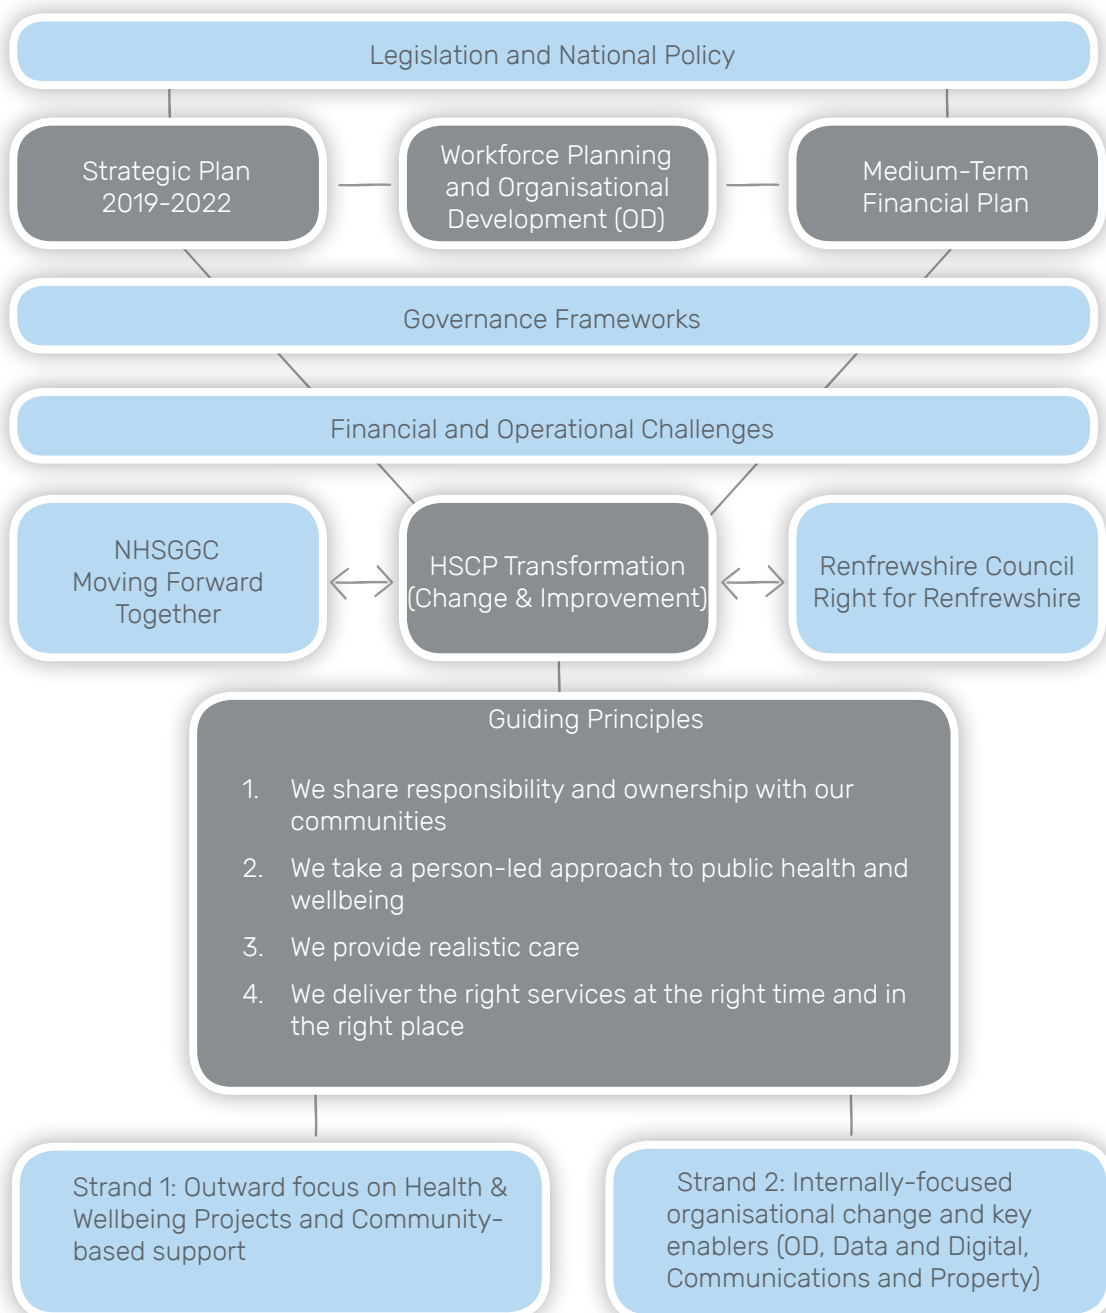 Legislation and National Policy
Strategic Plan
2019-2022
Workforce Planning
and Organisational
Development (OD)
Medium-Term
Financial Plan
Governance Frameworks
Financial and Operational Challenges
NHSGGC
Moving Forward
Together
HSCP Transformation
(Change & Improvement)
Renfrewshire Council
Right for Renfrewshire
Guiding Principles
1. We share responsibility and ownership with our
communities
2. We take a person-led approach to public health and
wellbeing
3. We provide realistic care
4. We deliver the right services at the right time and in
the right place
Strand 1: Outward focus on Health &
Wellbeing Projects and Community-
based support
Strand 2: Internally-focused
organisational change and key
enablers (OD, Data and Digital,
Communications and Property)